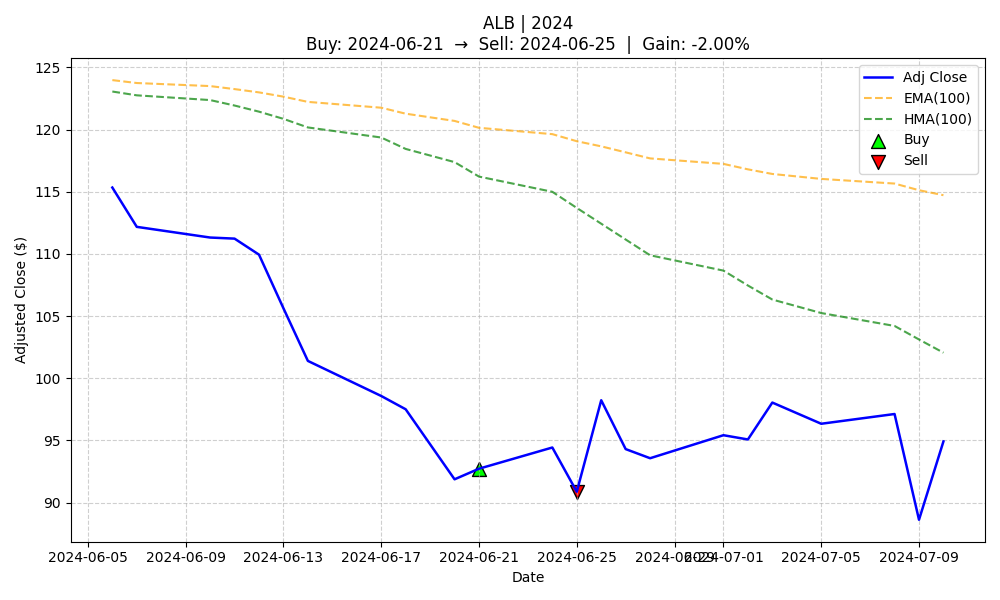 ALB | 2024
Buy: 2024-06-21 → Sell: 2024-06-25 | Gain: -2.00%
Adj Close
EMA(100)
HMA(100)
Buy
Sell
Adjusted Close ($)
125
120
115
110
105
100
95
90
2024-06-05
2024-06-09
2024-06-13
2024-06-17
2024-06-21
2024-06-25
2024-06-29
2024-07-01
2024-07-05
2024-07-09
Date